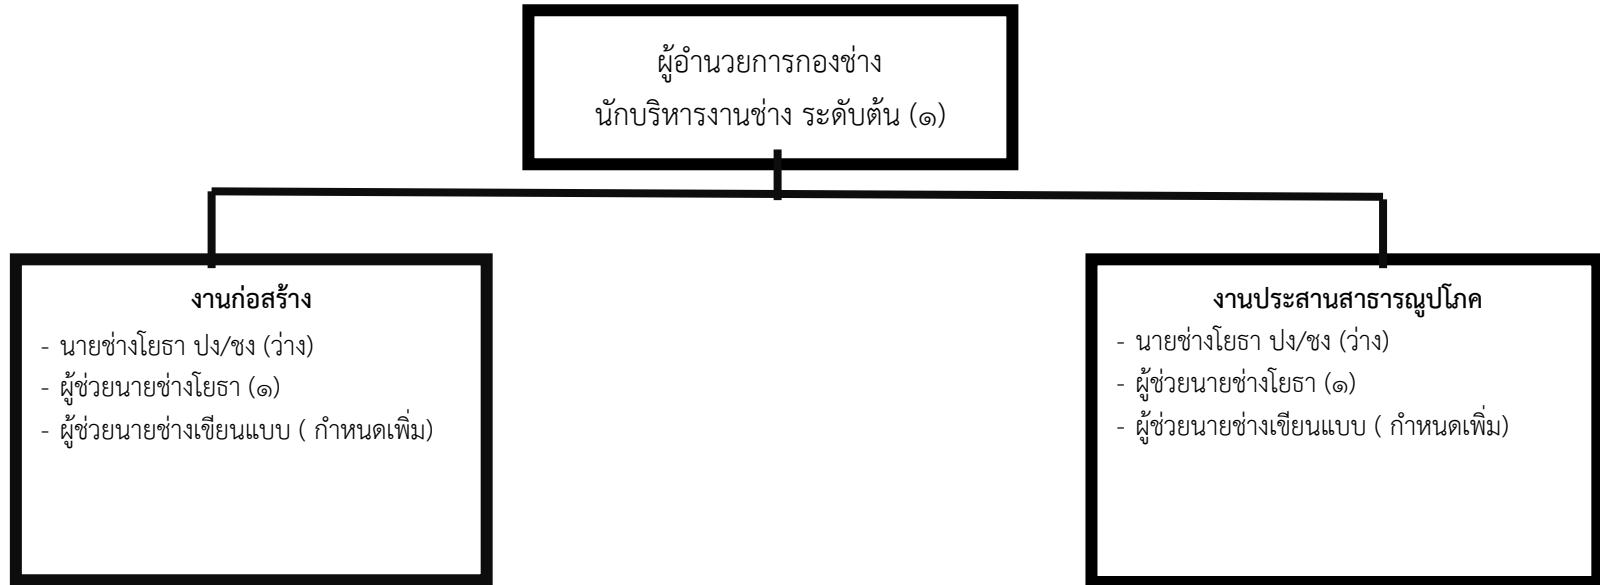 ผู้อำนวยการกองช่าง
นักบริหารงานช่าง ระดับต้น (๑)
งานก่อสร้าง
- นายช่างโยธา ปง/ชง (ว่าง)
- ผู้ช่วยนายช่างโยธา (๑)
- ผู้ช่วยนายช่างเขียนแบบ ( กำหนดเพิ่ม)
งานประสานสาธารณูปโภค
- นายช่างโยธา ปง/ชง (ว่าง)
- ผู้ช่วยนายช่างโยธา (๑)
- ผู้ช่วยนายช่างเขียนแบบ ( กำหนดเพิ่ม)